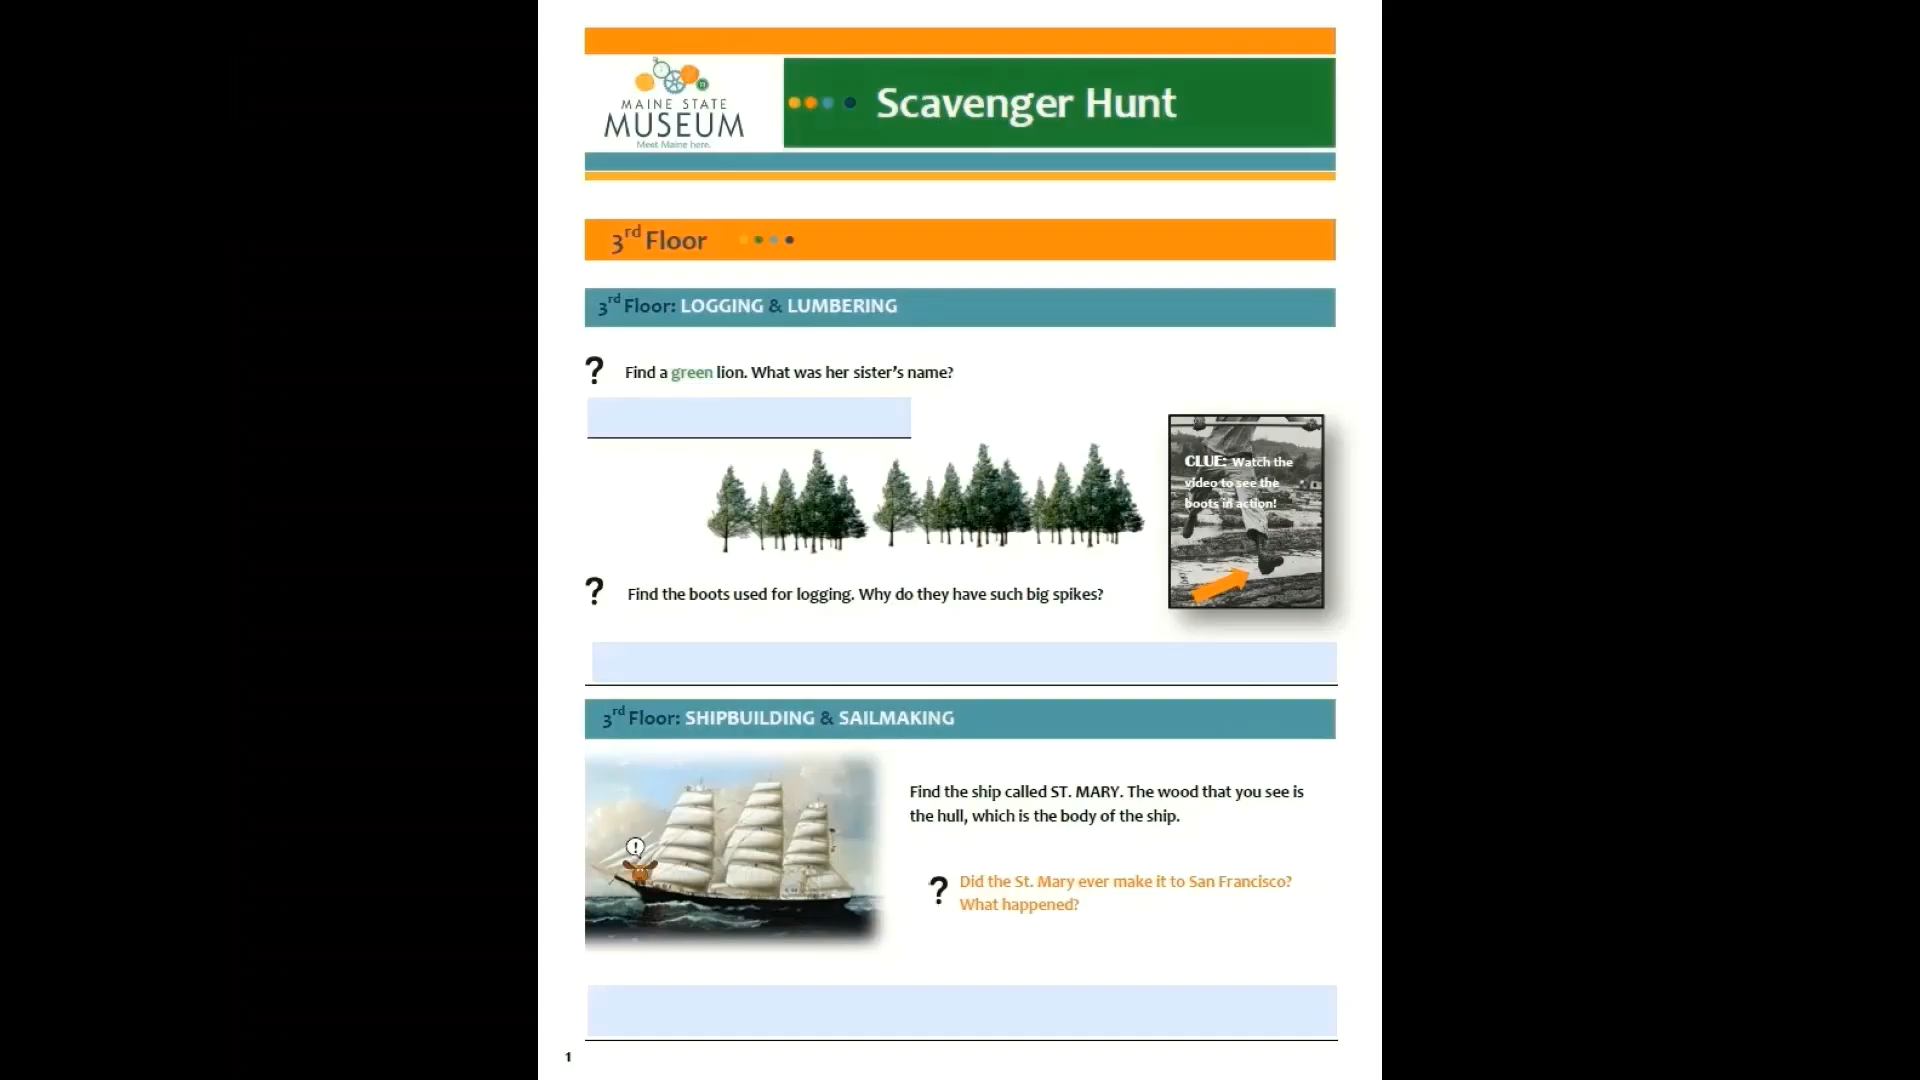 MAINE STATE
MUSEUM
Meet Maine here.
Scavenger Hunt
3rd Floor
3rd Floor: LOGGING & LUMBERING
? Find a green lion. What was her sister's name?
CLUE: Watch the
video to see the
boots in action!
? Find the boots used for logging. Why do they have such big spikes?
3rd Floor: SHIPBUILDING & SAILMAKING
Find the ship called ST. MARY. The wood that you see is
the hull, which is the body of the ship.
!
? Did the St. Mary ever make it to San Francisco?
What happened?
1